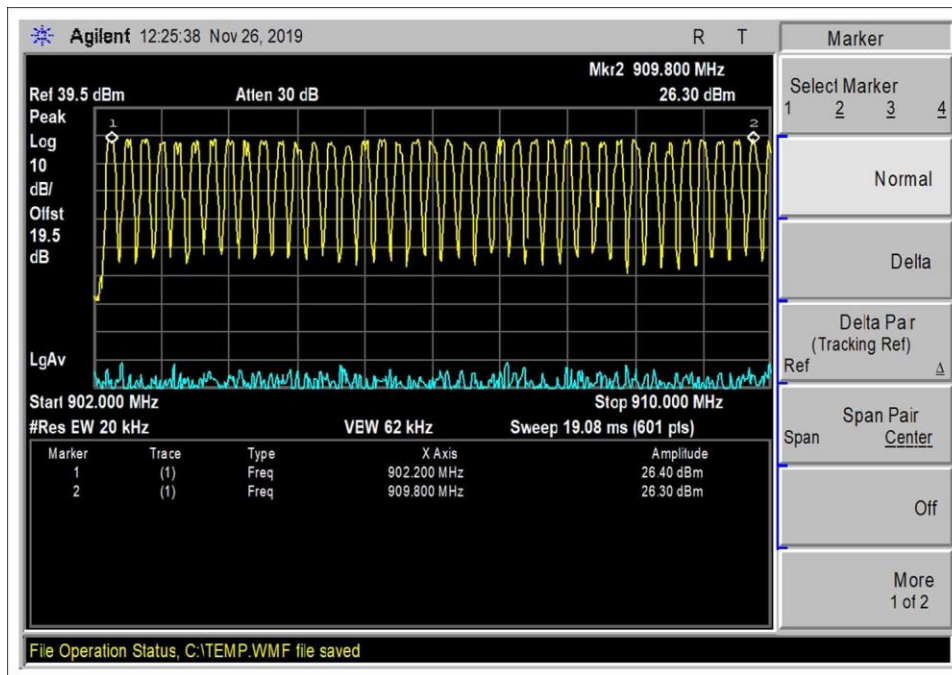 Agilent 12:25:38 Nov 26, 2019 R T
Mkr2 909.800 MHz
Ref 39.5 dBm Atten 30 dB 26.30 dBm
Peak
Log
10
dB/
Offst
19.5
dB
LgAv
1
2
Start 902.000 MHz Stop 910.000 MHz
#Res EW 20 kHz VEW 62 kHz Sweep 19.08 ms (601 pts)
Marker Trace Type X Axis Amplitude
1 (1) Freq 902.200 MHz 26.40 dBm
2 (1) Freq 909.800 MHz 26.30 dBm
File Operation Status, C:\TEMP.WMF file saved
Marker
Select Marker
1 2 3 4
Normal
Delta
Delta Pair
(Tracking Ref)
Ref Δ
Span Pair
Span Center
Off
More
1 of 2